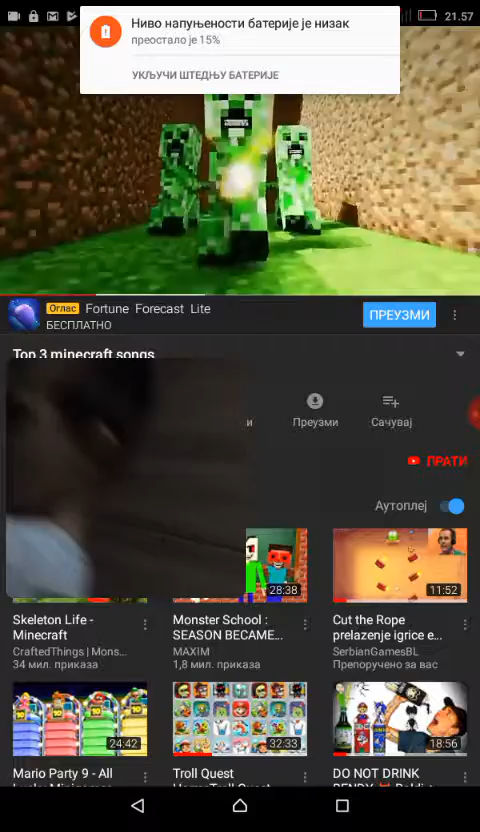 21.57
Ниво напуњености батерије је низак
преостало је 15%
УКЉУЧИ ШТЕДЊУ БАТЕРИЈЕ
Оглас Fortune Forecast Lite
БЕСПЛАТНО
ПРЕУЗМИ
Top 3 minecraft songs
и
Преузми
Сачувај
ПРАТИ
Аутоплеј
28:38
11:52
Skeleton Life -
Minecraft
CraftedThings | Mons...
34 мил. приказа
Monster School :
SEASON BECAME...
MAXIM
1,8 мил. приказа
Cut the Rope
prelazenje igrice e...
SerbianGamesBL
Препоручено за вас
24:42
32:33
18:56
Mario Party 9 - All
Troll Quest
DO NOT DRINK